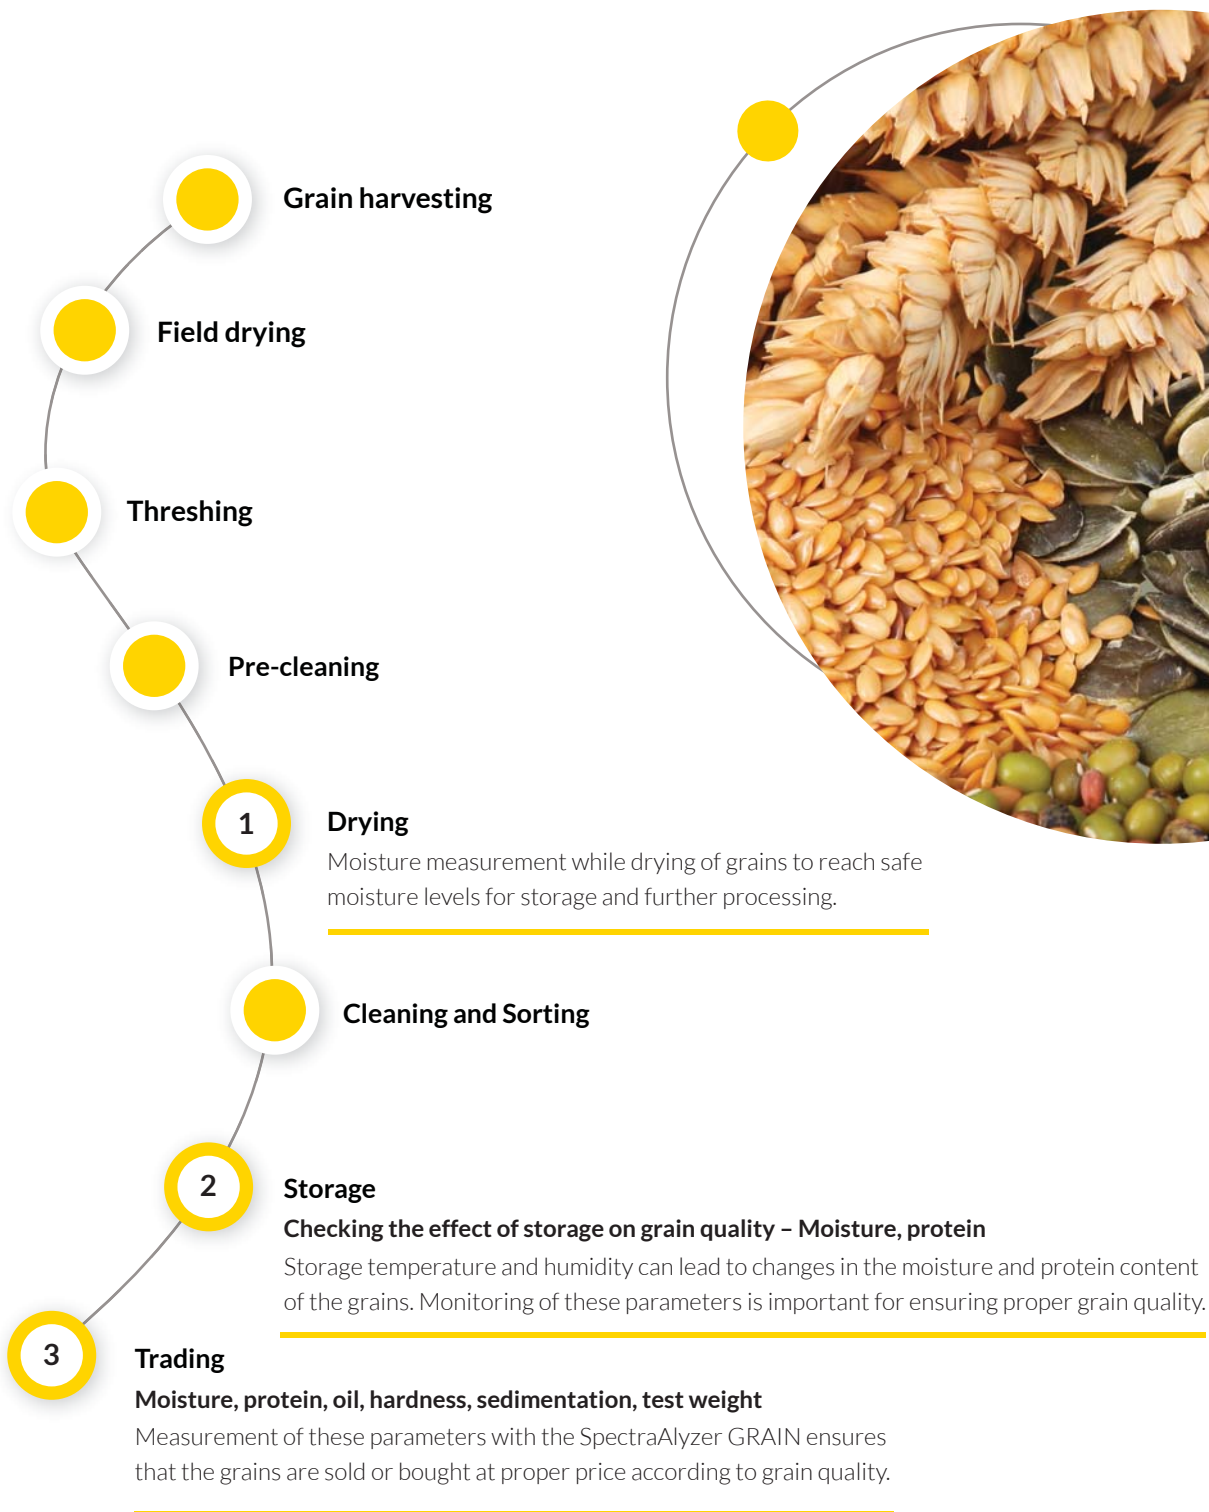 Grain harvesting
Field drying
Threshing
Pre-cleaning
1
Drying
Moisture measurement while drying of grains to reach safe
moisture levels for storage and further processing.
Cleaning and Sorting
2
Storage
Checking the effect of storage on grain quality – Moisture, protein
Storage temperature and humidity can lead to changes in the moisture and protein content
of the grains. Monitoring of these parameters is important for ensuring proper grain quality.
3
Trading
Moisture, protein, oil, hardness, sedimentation, test weight
Measurement of these parameters with the SpectraAlyzer GRAIN ensures
that the grains are sold or bought at proper price according to grain quality.